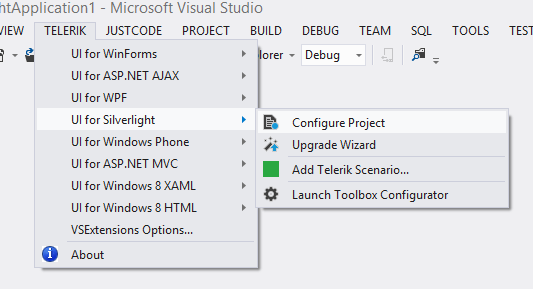 htApplication1 - Microsoft Visual Studio
VIEW TELERIK JUSTCODE PROJECT BUILD DEBUG TEAM SQL TOOLS TEST
UI for WinForms
plorer Debug
UI for ASP.NET AJAX
UI for WPF
UI for Silverlight
UI for Windows Phone
UI for ASP.NET MVC
UI for Windows 8 XAML
UI for Windows 8 HTML
VSExtensions Options...
About
Configure Project
Upgrade Wizard
Add Telerik Scenario...
Launch Toolbox Configurator